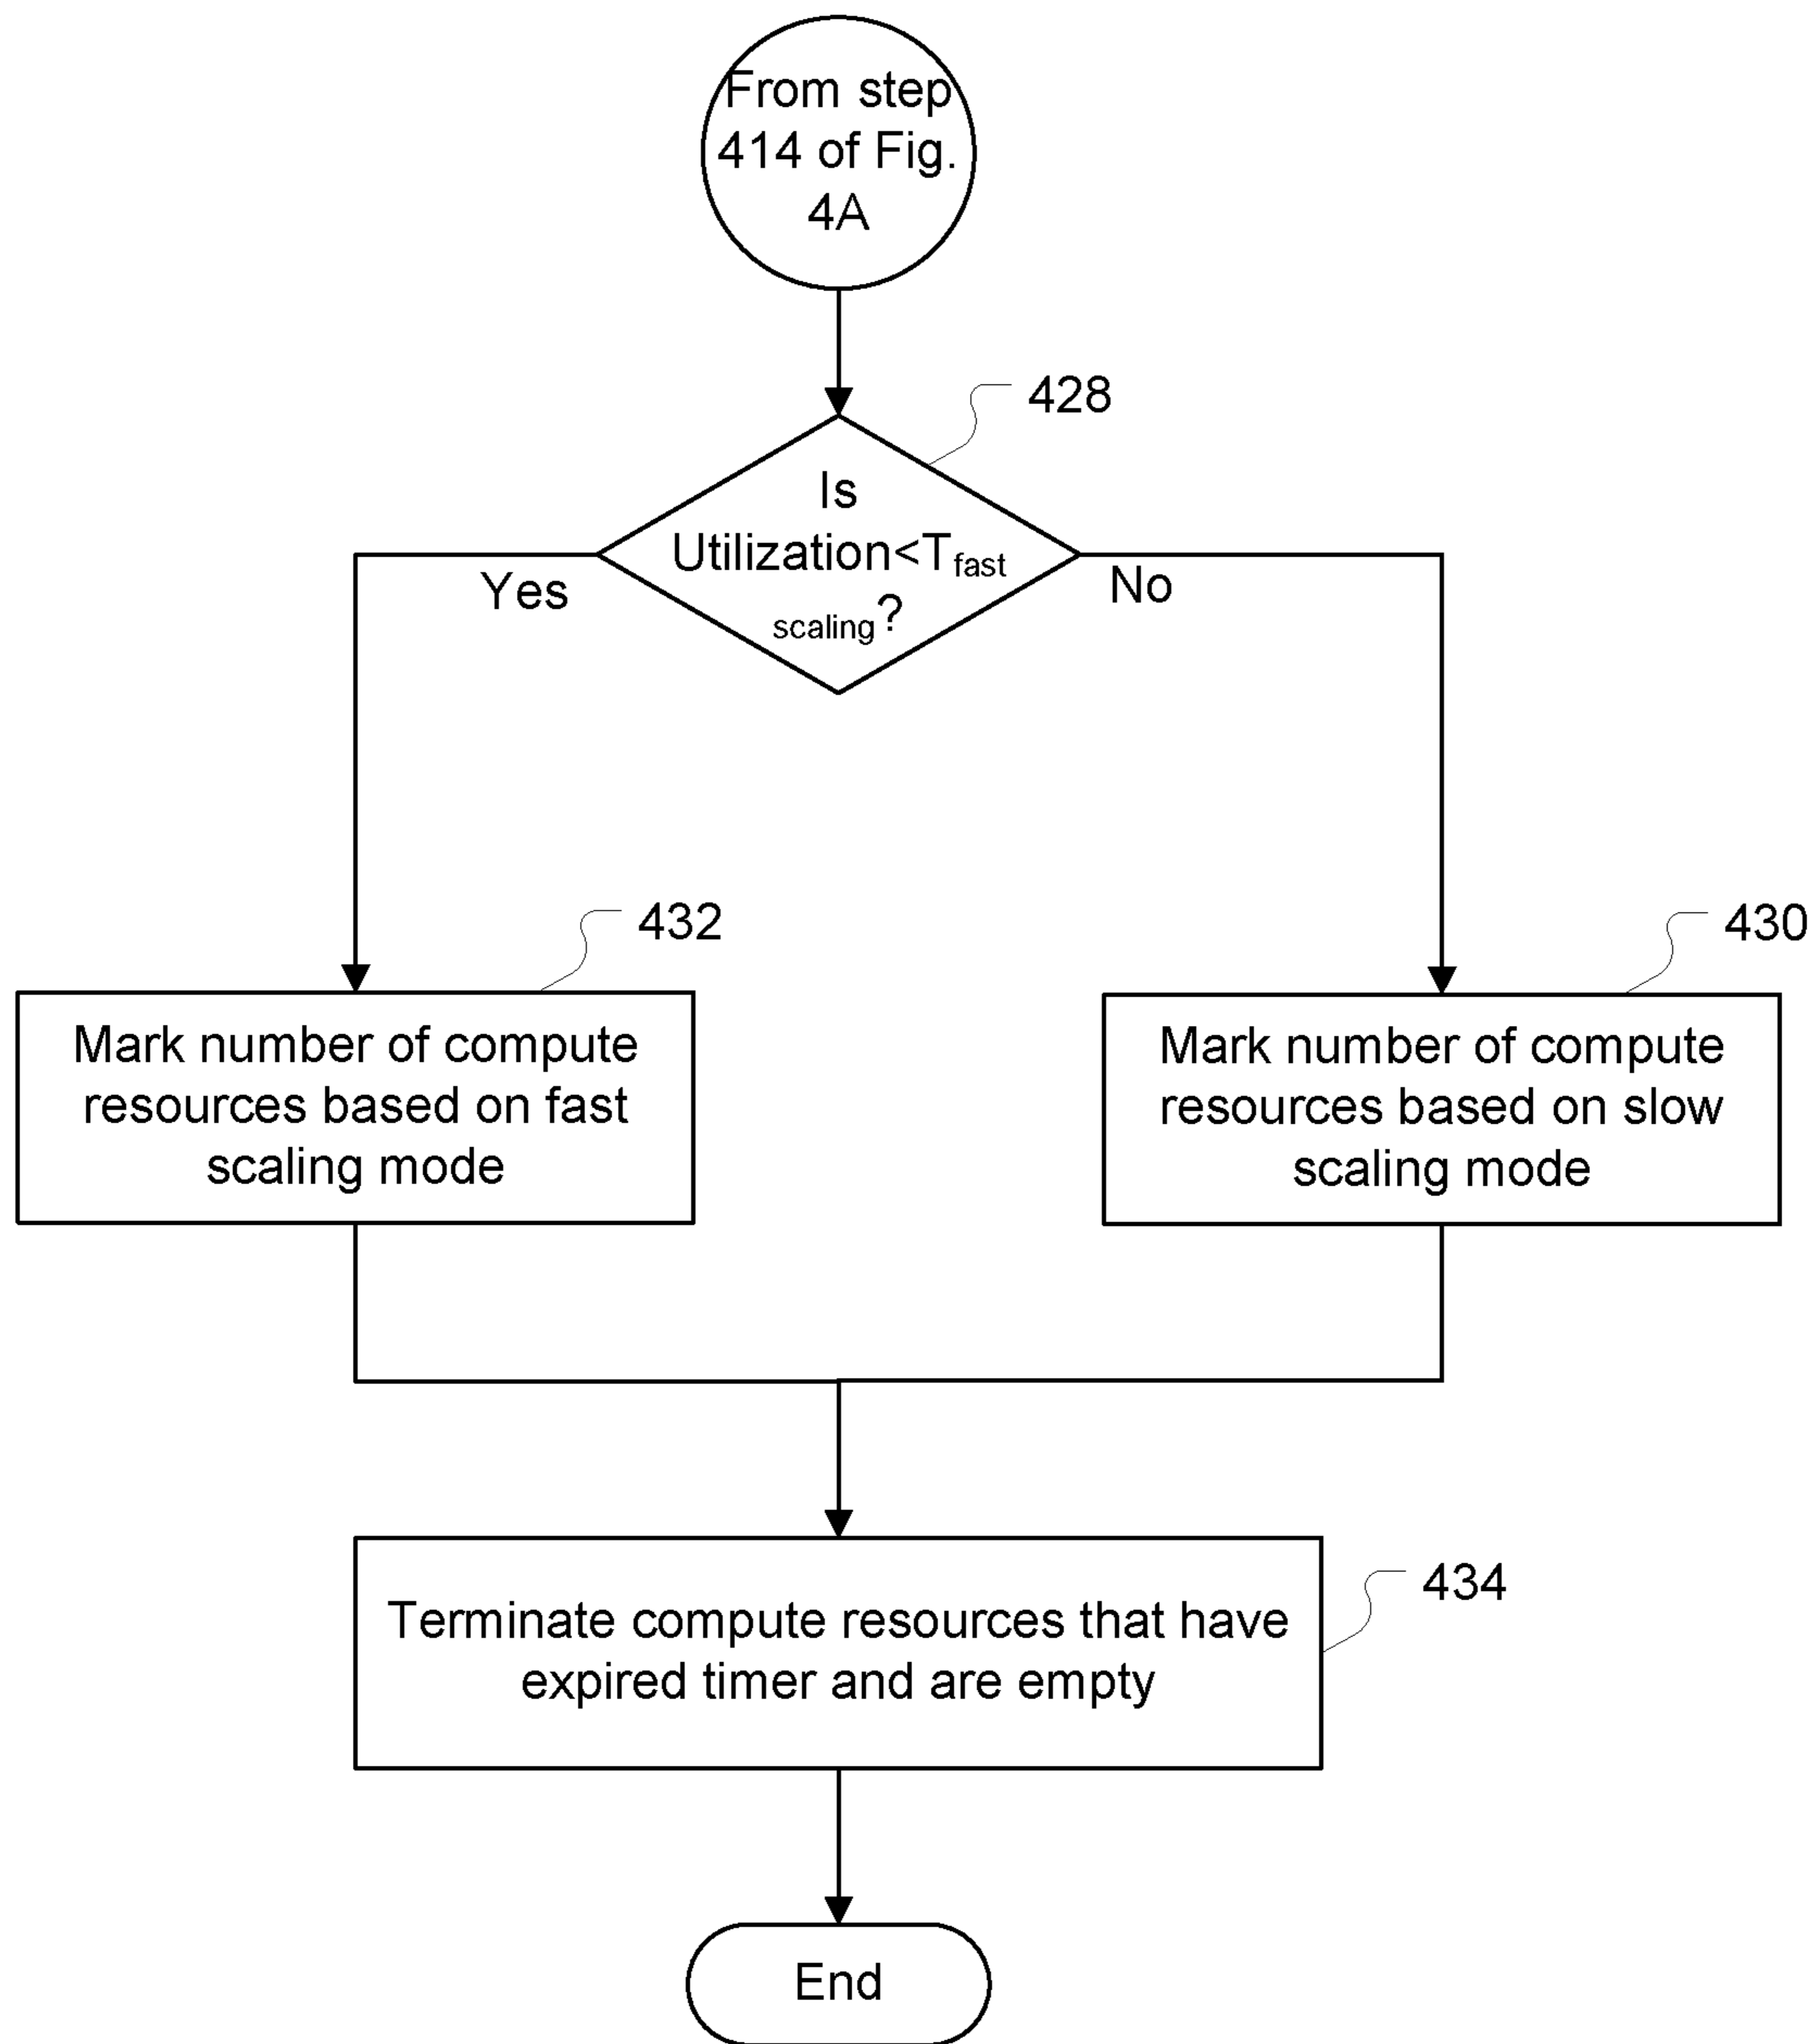 From step
414 of Fig.
4A
428
Is
Utilization<T fast
scaling?
Yes
No
432
430
Mark number of compute
resources based on fast
scaling mode
Mark number of compute
resources based on slow
scaling mode
434
Terminate compute resources that have
expired timer and are empty
End